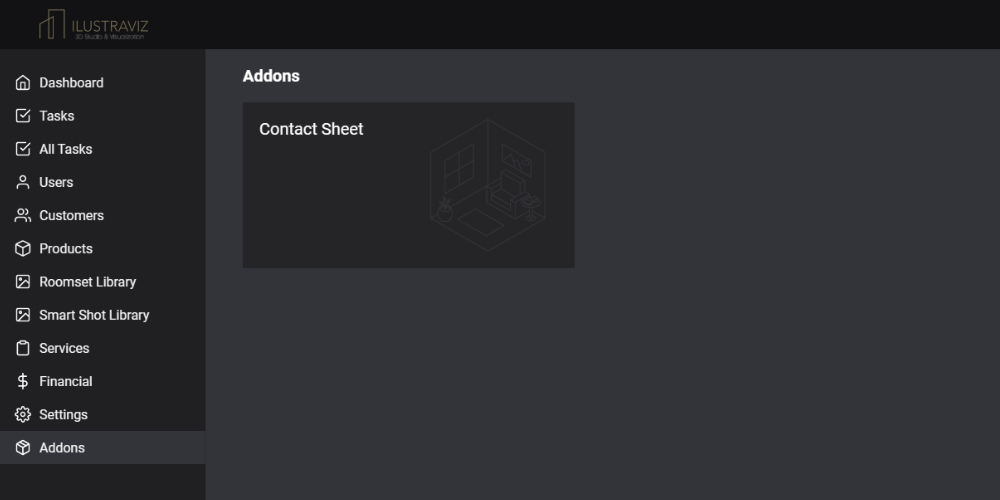 ILUSTRAVIZ
3D Studio & Visualization
Dashboard
Tasks
All Tasks
Users
Customers
Products
Roomset Library
Smart Shot Library
Services
Financial
Settings
Addons
Addons
Contact Sheet